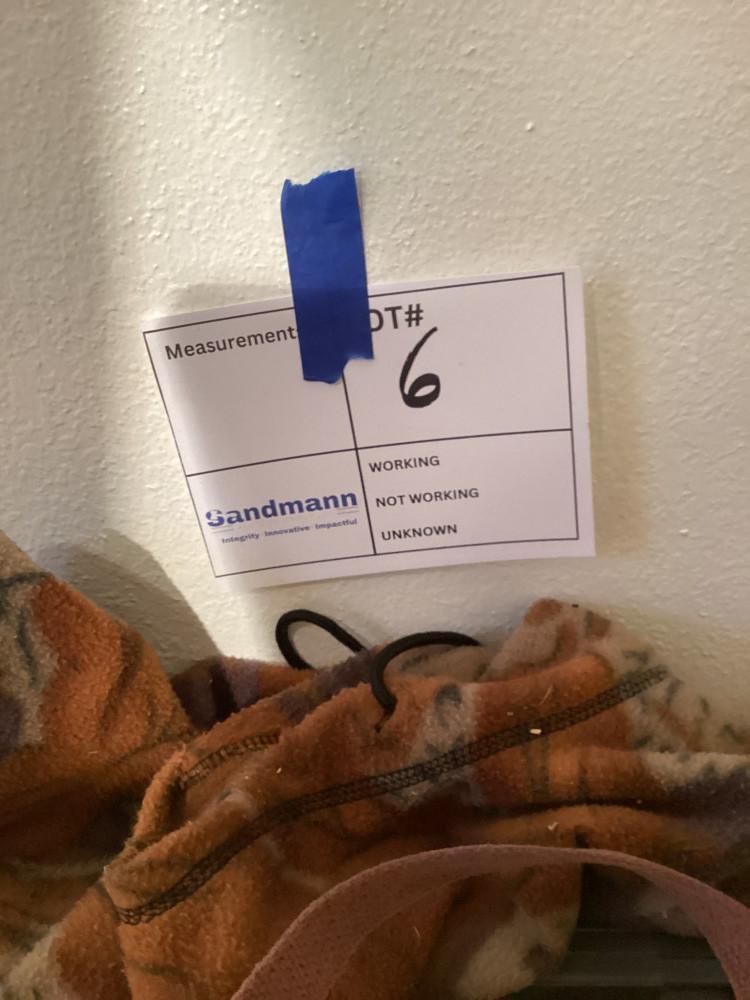 Measurement
OT#
6
Sandmann
Integrity Innovative Impactful
WORKING
NOT WORKING
UNKNOWN